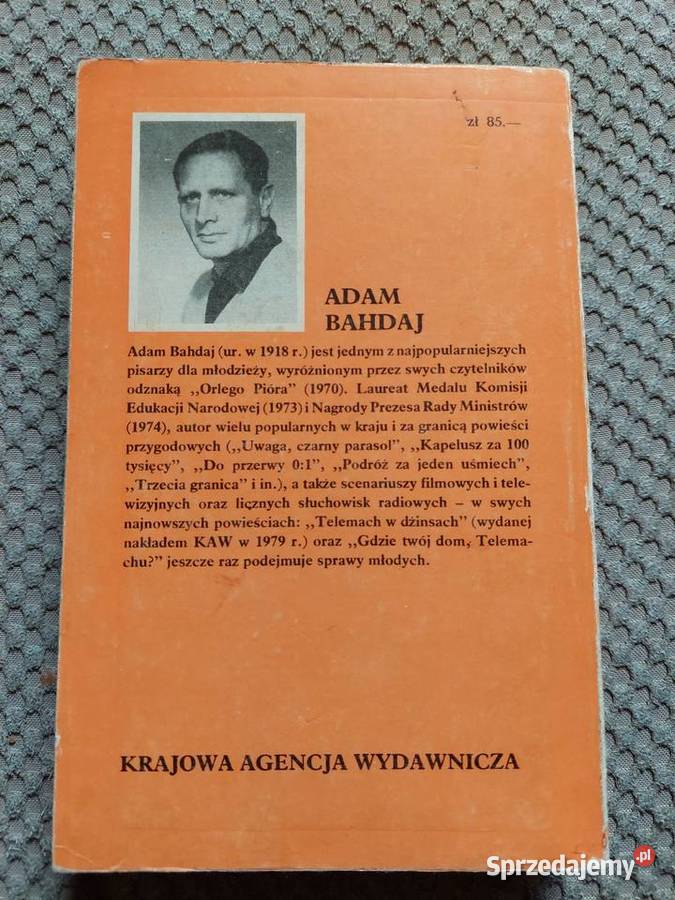 zł 85.—
ADAM
BAHDAJ
Adam Bahdaj (ur. w 1918 r.) jest jednym z najpopularniejszych
pisarzy dla młodzieży, wyróżnionym przez swych czytelników
odznaką ,,Orlego Pióra" (1970). Laureat Medalu Komisji
Edukacji Narodowej (1973) i Nagrody Prezesa Rady Ministrów
(1974), autor wielu popularnych w kraju i za granicą powieści
przygodowych (,,Uwaga, czarny parasol", ,,Kapelusz za 100
tysięcy", ,,Do przerwy 0:1", ,,Podróż za jeden uśmiech",
,,Trzecia granica" i in.), a także scenariuszy filmowych i tele-
wizyjnych oraz licznych słuchowisk radiowych – w swych
najnowszych powieściach: ,,Telemach w dżinsach" (wydanej
nakładem KAW w 1979 r.) oraz ,,Gdzie twój dom, Telema-
chu?" jeszcze raz podejmuje sprawy młodych.
KRAJOWA AGENCJA WYDAWNICZA
Sprzedajemy.pl